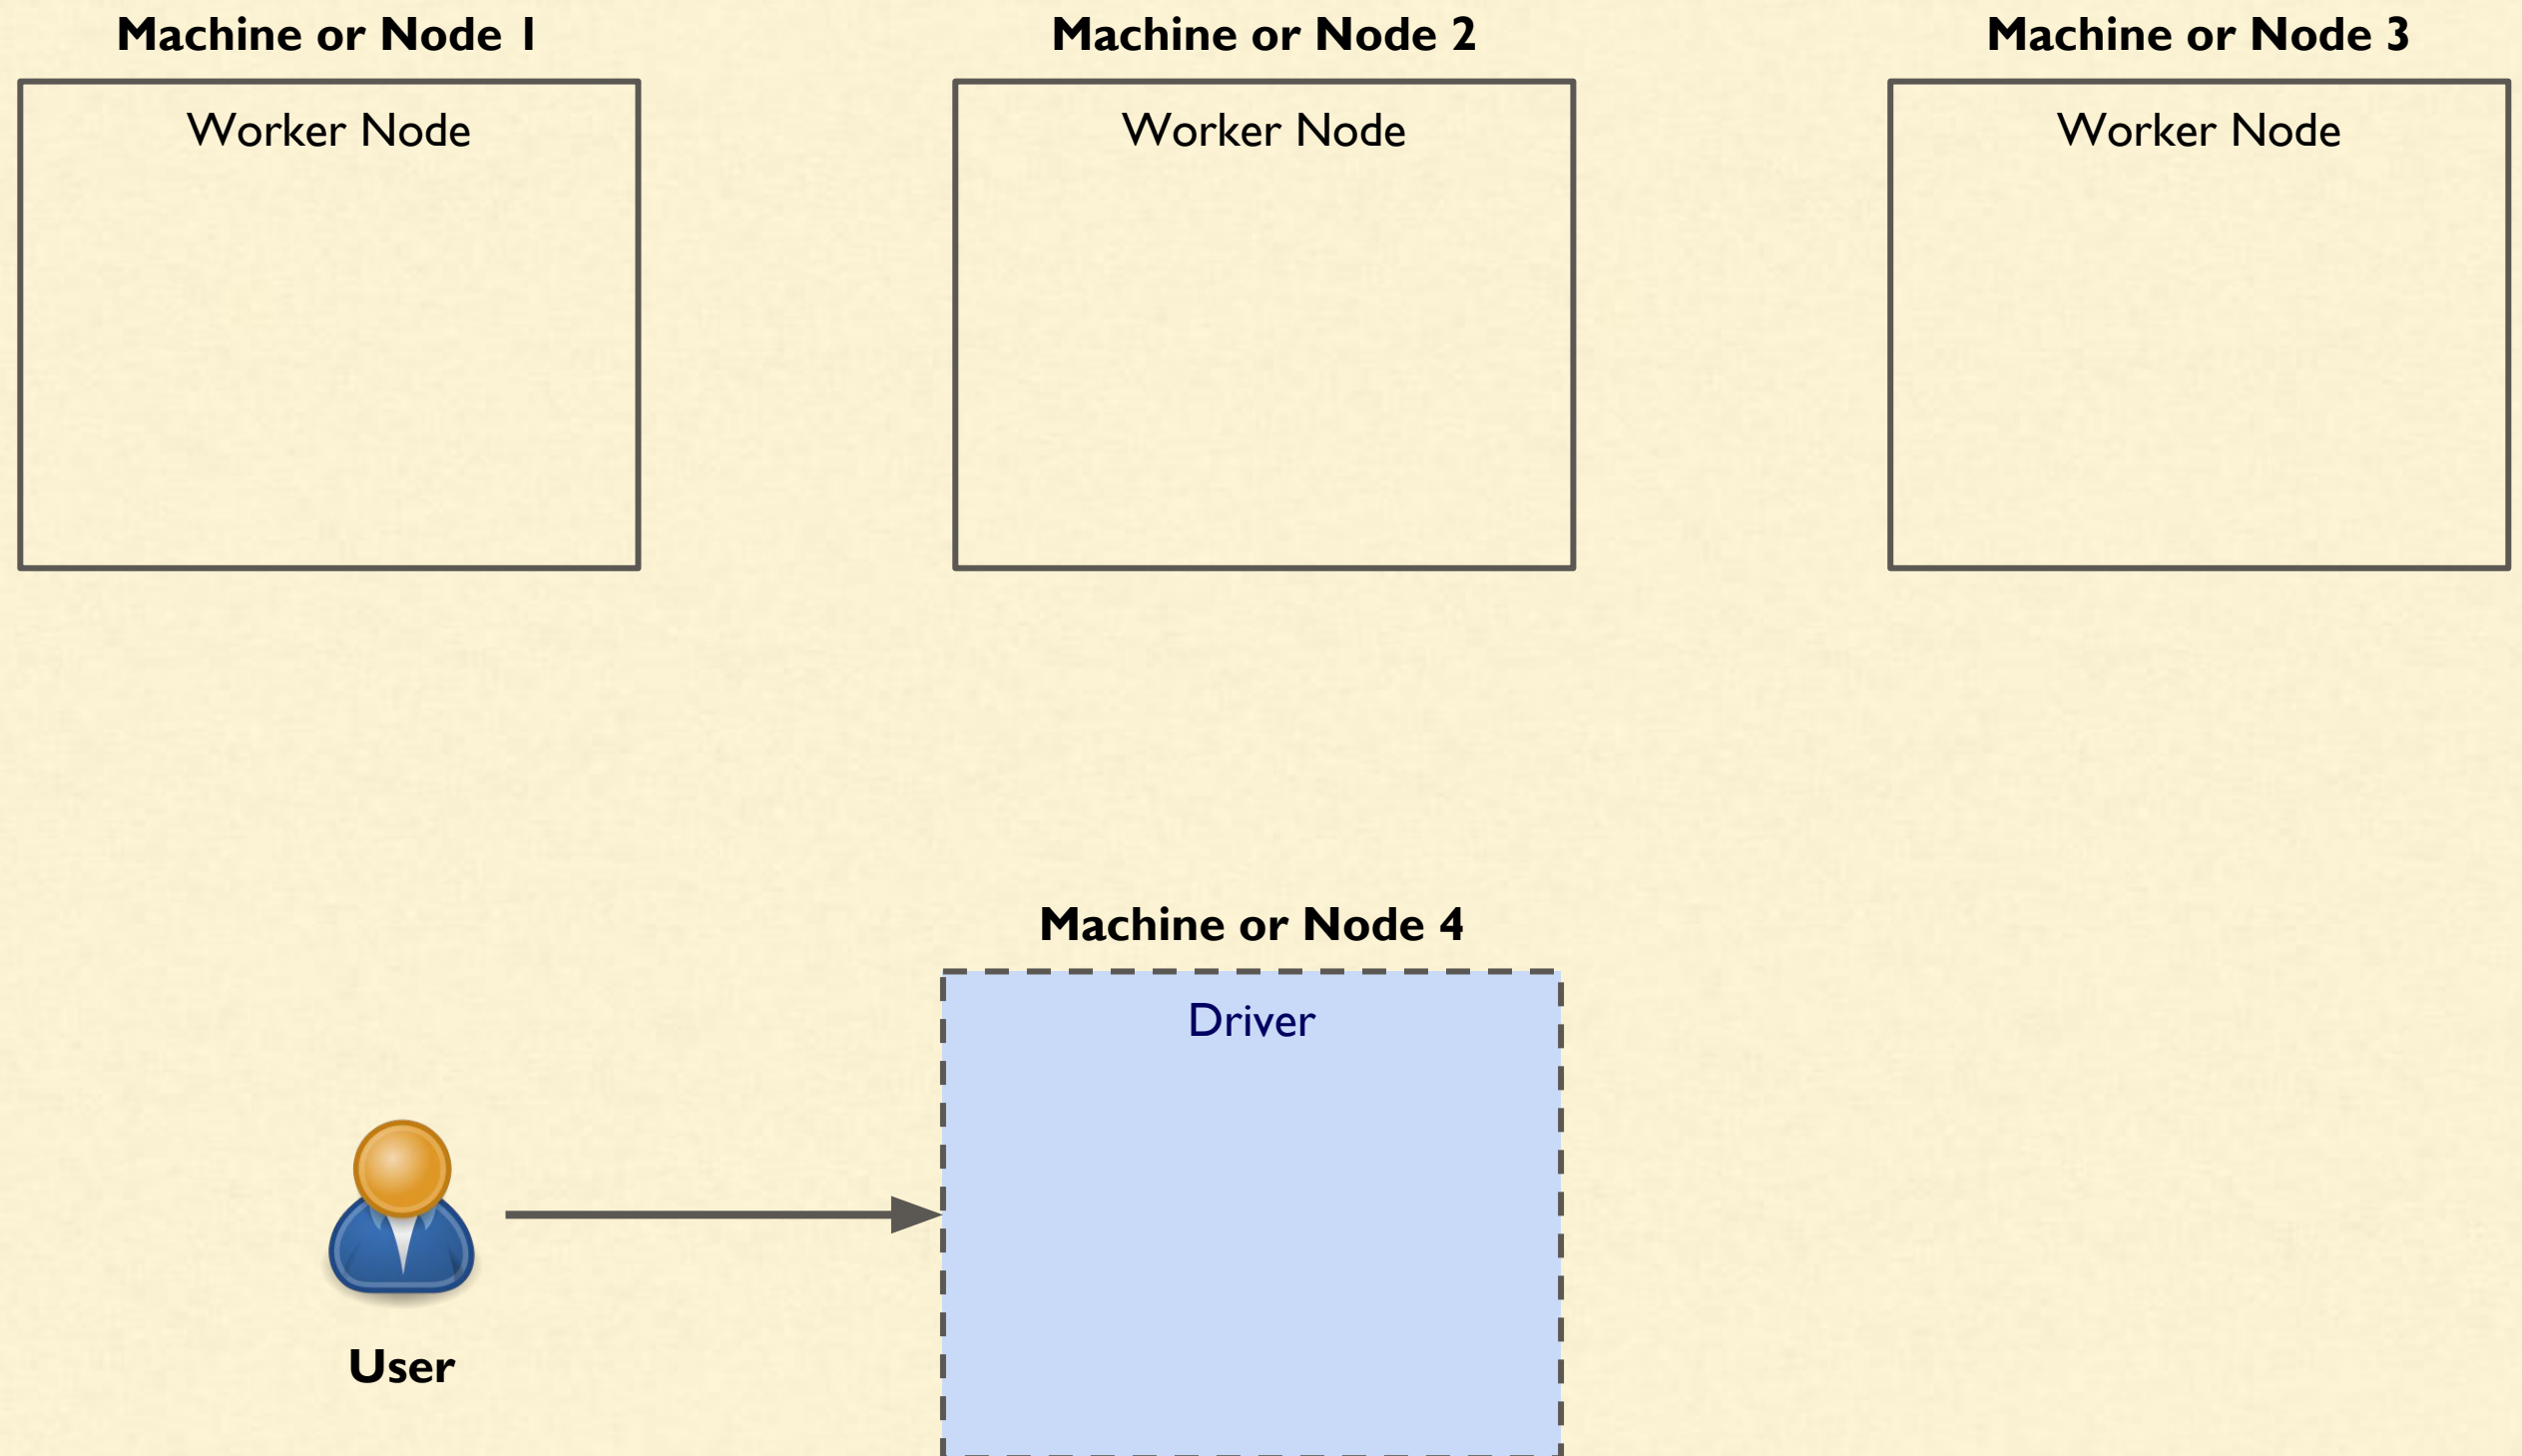 Machine or Node 1
Machine or Node 2
Machine or Node 3
Worker Node
Worker Node
Worker Node
Machine or Node 4
Driver
User